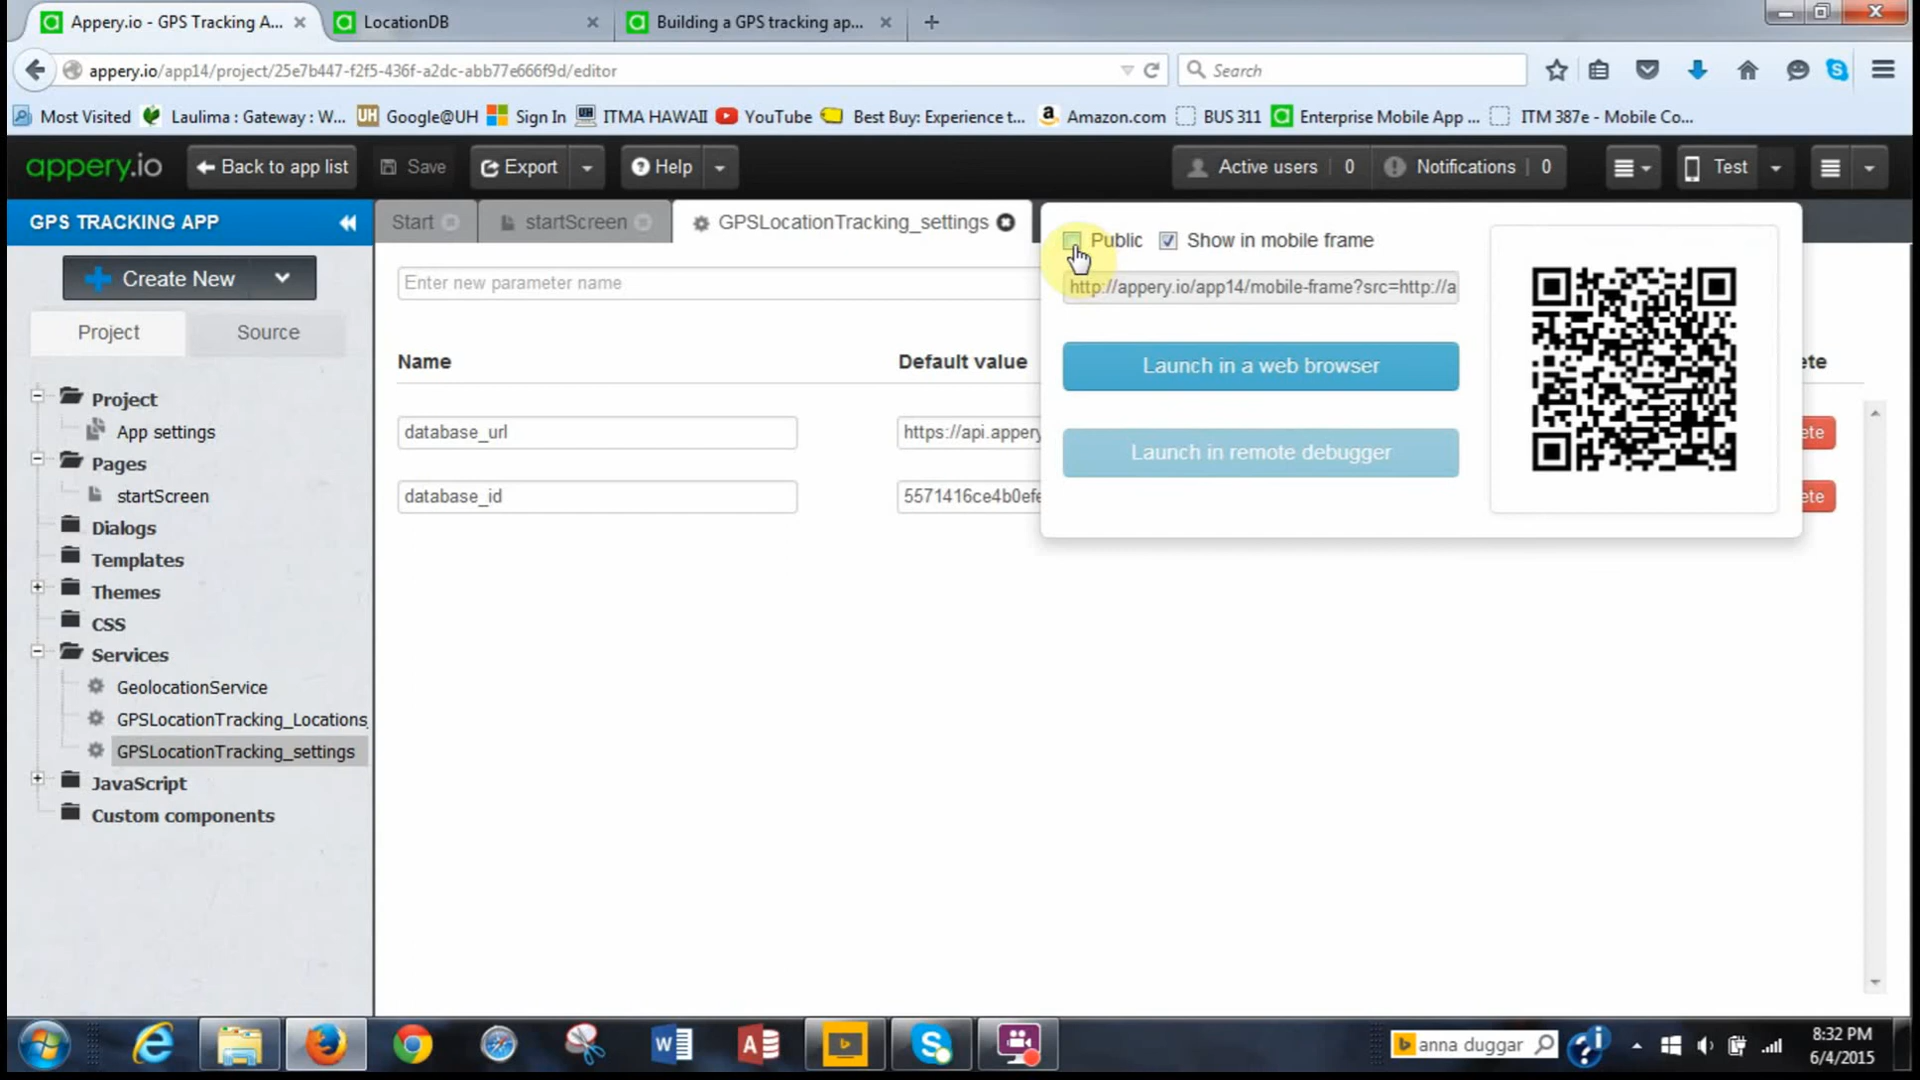 Appery.io - GPS Tracking A...
LocationDB
Building a GPS tracking ap...
appery.io/app14/project/25e7b447-f2f5-436f-a2dc-abb77e666f9d/editor
Search
Most Visited
Laulima : Gateway : W...
UH Google@UH
Sign In
ITMA HAWAII
YouTube
Best Buy: Experience t...
Amazon.com
BUS 311
Enterprise Mobile App ...
ITM 387e - Mobile Co...
appery.io
Back to app list
Save
Export
Help
Active users 0
Notifications 0
Test
GPS TRACKING APP
Start
startScreen
GPSLocationTracking_settings
Public
Show in mobile frame
Create New
Enter new parameter name
http://appery.io/app14/mobile-frame?src=http://a
Project
Source
Name
Default value
Launch in a web browser
ete
Project
App settings
database_url
https://api.appery
ete
Launch in remote debugger
Pages
startScreen
database_id
5571416ce4b0efe
ete
Dialogs
Templates
Themes
CSS
Services
GeolocationService
GPSLocationTracking_Locations_
GPSLocationTracking_settings
JavaScript
Custom components
anna duggar
8:32 PM
6/4/2015